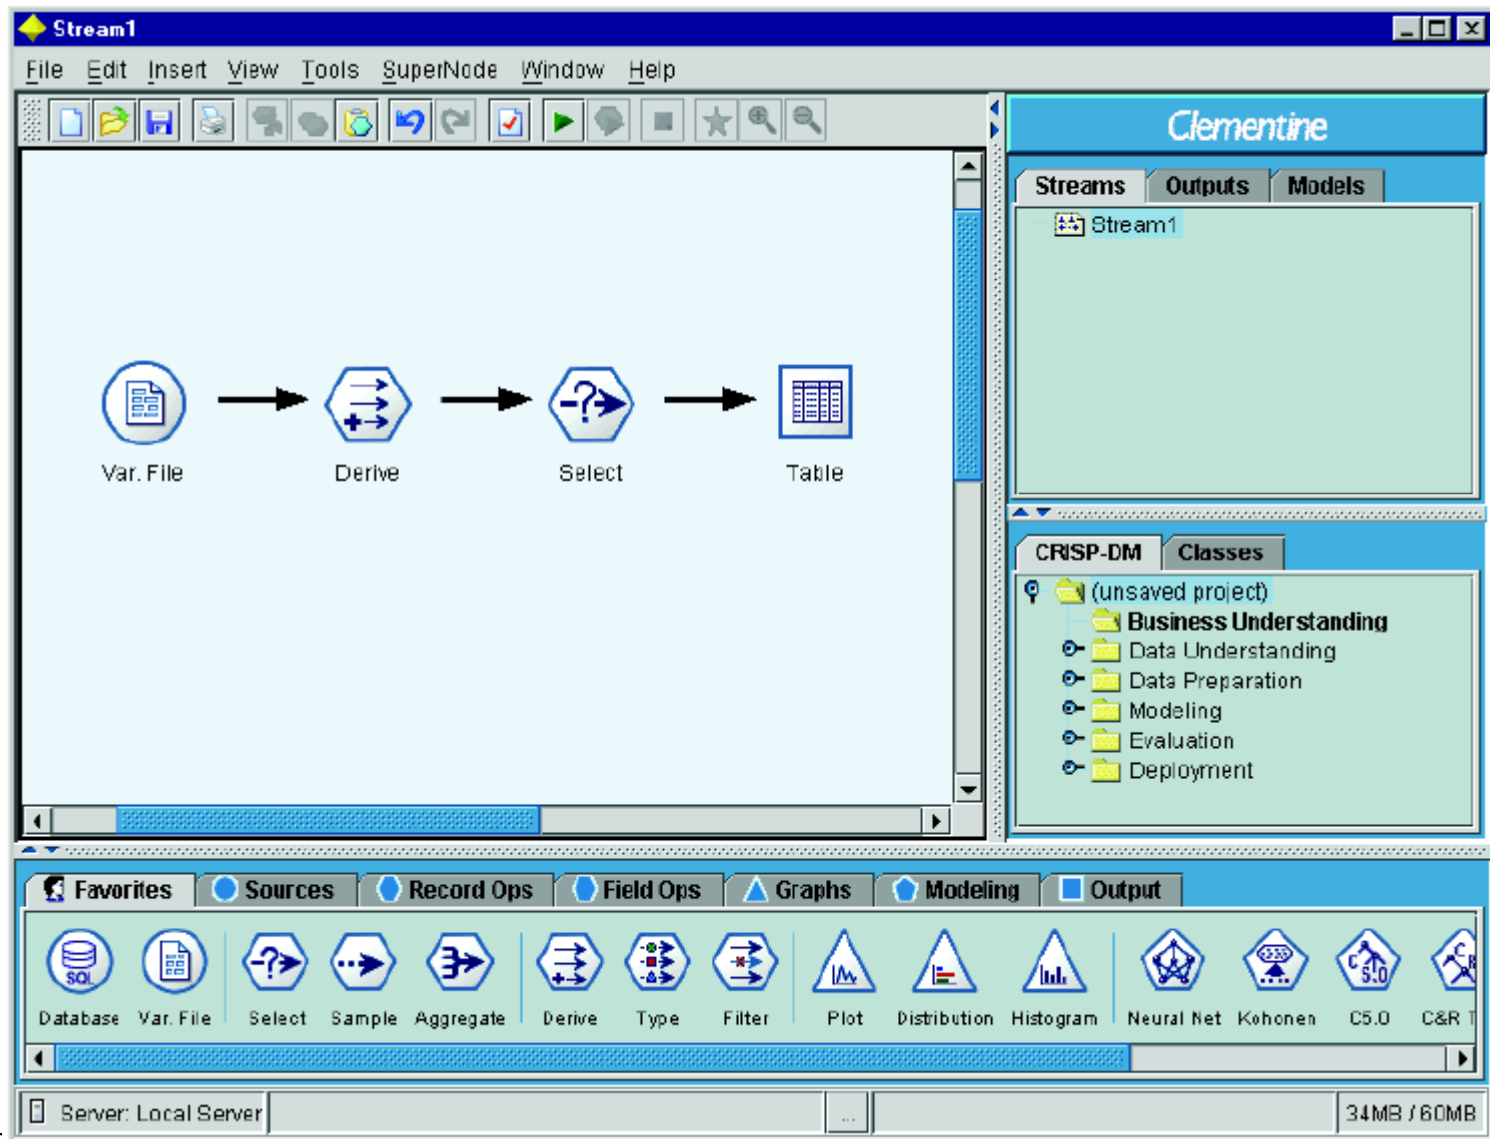 Stream1
File Edit Insert View Tools SuperNode Window Help
Clementine
Streams Outputs Models
Stream1
Var. File Derive Select Table
CRISP-DM Classes
(unsaved project)
Business Understanding
Data Understanding
Data Preparation
Modeling
Evaluation
Deployment
Favorites Sources Record Ops Field Ops Graphs Modeling Output
SQL
C 5.0
C R
Database Var. File Select Sample Aggregate Derive Type Filter Plot Distribution Histogram Neural Net Kohonen C5.0 C&R T
Server: Local Server ... 34MB / 60MB